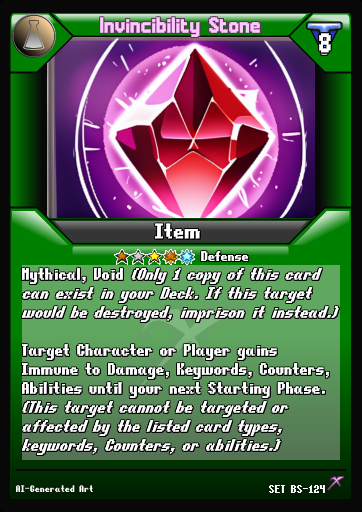 Invincibility Stone
8
Item
Defense
Mythical, Void (Only 1 copy of this card
can exist in your Deck. If this target
would be destroyed, imprison it instead.)
Target Character or Player gains
Immune to Damage, Keywords, Counters,
Abilities until your next Starting Phase.
(This target cannot be targeted or
affected by the listed card types,
keywords, Counters, or abilities.)
AI-Generated Art
SET BS-124